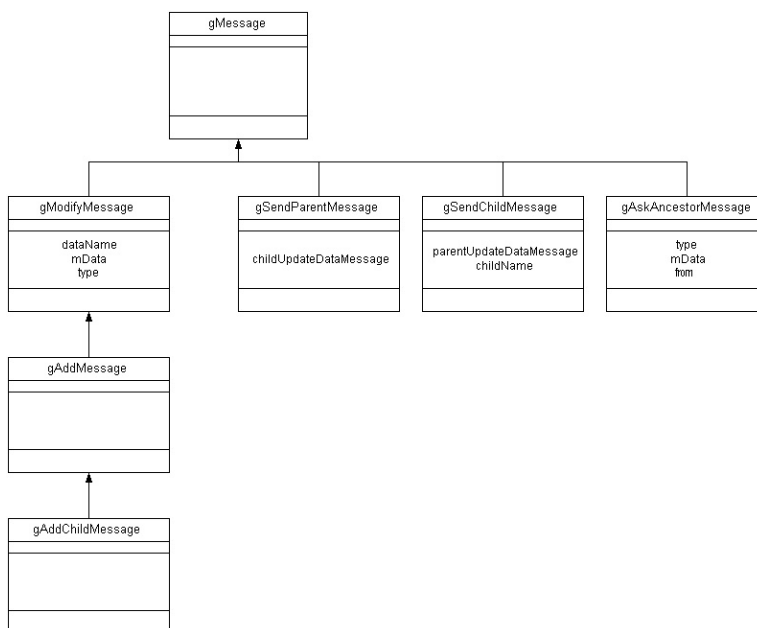 gMessage
gModifyMessage
dataName
mData
type
gSendParentMessage
childUpdateDataMessage
gSendChildMessage
parentUpdateDataMessage
childName
gAskAncestorMessage
type
mData
from
gAddMessage
gAddChildMessage